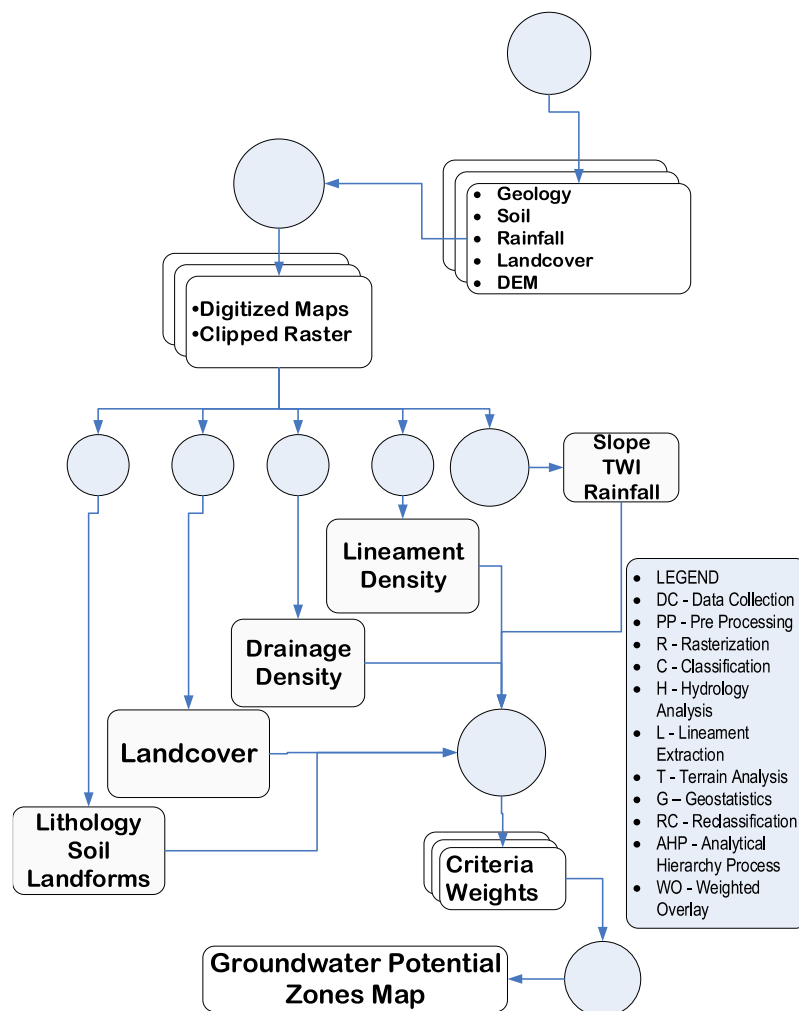 • Geology
• Soil
• Rainfall
• Landcover
• DEM
•Digitized Maps
•Clipped Raster
Slope
TWI
Rainfall
Lineament
Density
Drainage
Density
Landcover
Lithology
Soil
Landforms
Criteria
Weights
Groundwater Potential
Zones Map
• LEGEND
• DC - Data Collection
• PP - Pre Processing
• R - Rasterization
• C - Classification
• H - Hydrology
Analysis
• L - Lineament
Extraction
• T - Terrain Analysis
• G – Geostatistics
• RC - Reclassification
• AHP - Analytical
Hierarchy Process
• WO - Weighted
Overlay